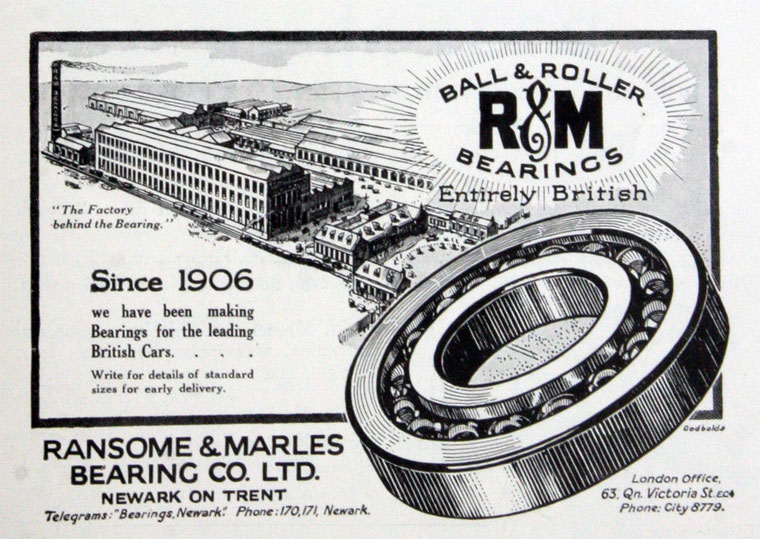 BALL & ROLLER
R&M
BEARINGS
Entirely British
"The Factory
behind the Bearing."
Since 1906
we have been making
Bearings for the leading
British Cars. . . .
Write for details of standard
sizes for early delivery.
Godbolds
RANSOME & MARLES
BEARING CO. LTD.
NEWARK ON TRENT
Telegrams: "Bearings, Newark." Phone: 170, 171, Newark.
London Office,
63, Qn. Victoria St. EC4
Phone: City 8779.